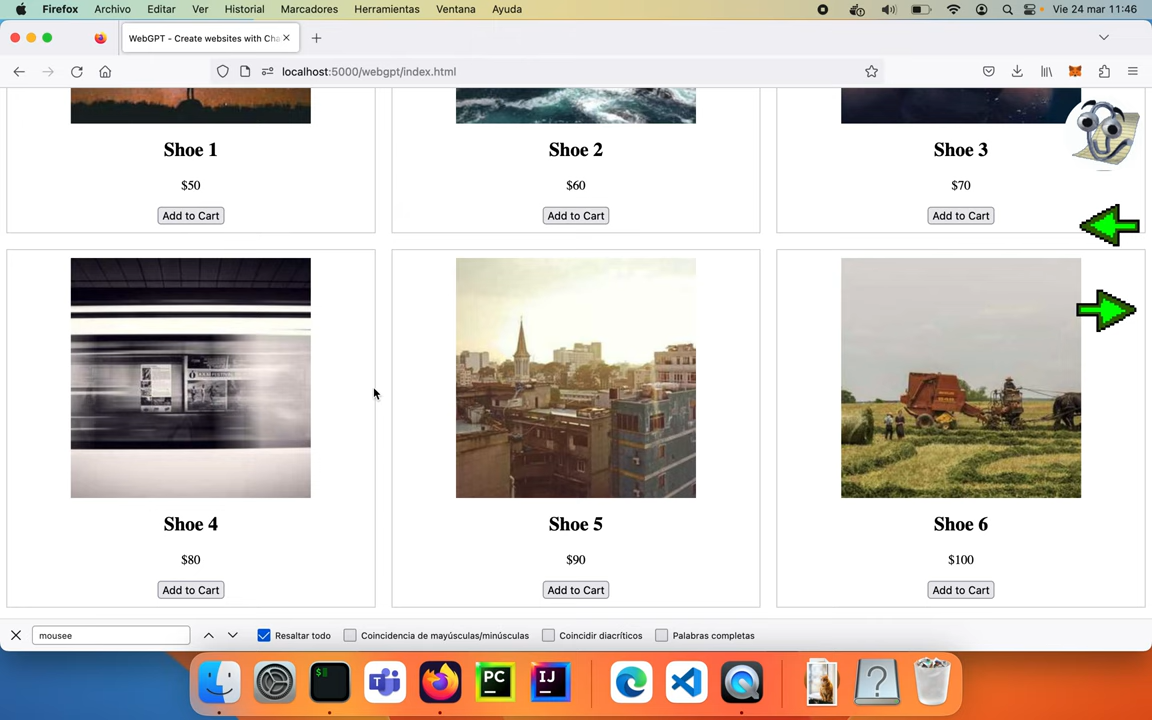 Firefox Archivo Editar Ver Historial Marcadores Herramientas Ventana Ayuda Vie 24 mar 11:46
WebGPT - Create websites with Cha
localhost:5000/webgpt/index.html
Shoe 1 Shoe 2 Shoe 3
$50 $60 $70
Add to Cart Add to Cart Add to Cart
Shoe 4 Shoe 5 Shoe 6
$80 $90 $100
Add to Cart Add to Cart Add to Cart
mousee Resaltar todo Coincidencia de mayúsculas/minúsculas Coincidir diacríticos Palabras completas
$ PC IJ ?